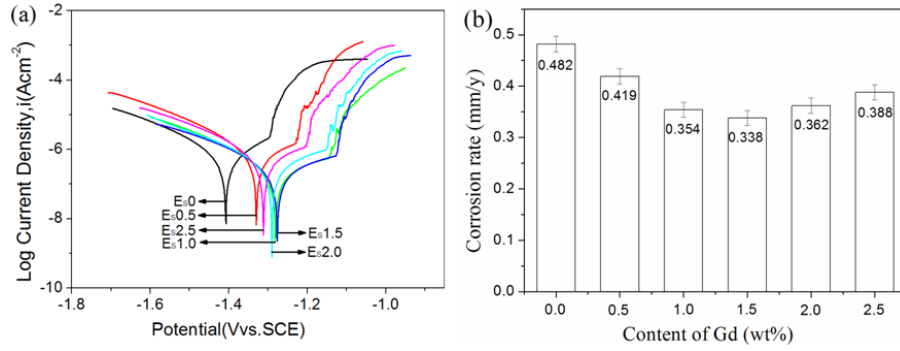 (a)
Log Current Density,i(Acm-2)
-2
-4
-6
-8
-10
ES0
ES0.5
ES2.5
ES1.0
ES1.5
ES2.0
-1.8
-1.6
-1.4
-1.2
-1.0
Potential(Vvs.SCE)
(b)
Corrosion rate (mm/y)
0.5
0.4
0.3
0.2
0.1
0.0
0.482
0.419
0.354
0.338
0.362
0.388
0.0
0.5
1.0
1.5
2.0
2.5
Content of Gd (wt%)